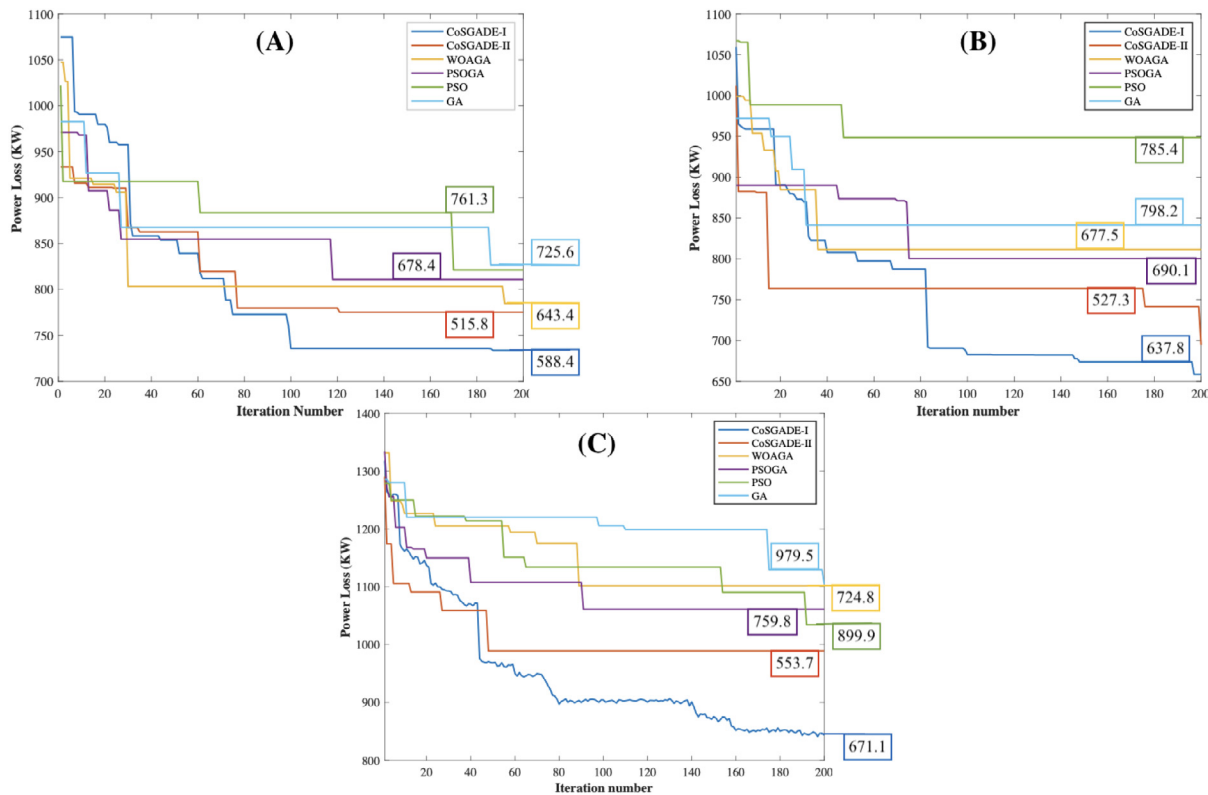 (A)
1100
1050
1000
950
900
850
800
750
700
Power Loss (KW)
CoSGADE-I
CoSGADE-II
WOAGA
PSOGA
PSO
GA
761.3
725.6
678.4
643.4
515.8
588.4
0 20 40 60 80 100 120 140 160 180 200
Iteration Number
(B)
1100
1050
1000
950
900
850
800
750
700
650
Power Loss (KW)
CoSGADE-I
CoSGADE-II
WOAGA
PSOGA
PSO
GA
785.4
798.2
677.5
690.1
527.3
637.8
20 40 60 80 100 120 140 160 180 200
Iteration number
(C)
1400
1300
1200
1100
1000
900
800
Power Loss (KW)
CoSGADE-I
CoSGADE-II
WOAGA
PSOGA
PSO
GA
979.5
724.8
759.8
899.9
553.7
671.1
20 40 60 80 100 120 140 160 180 200
Iteration number